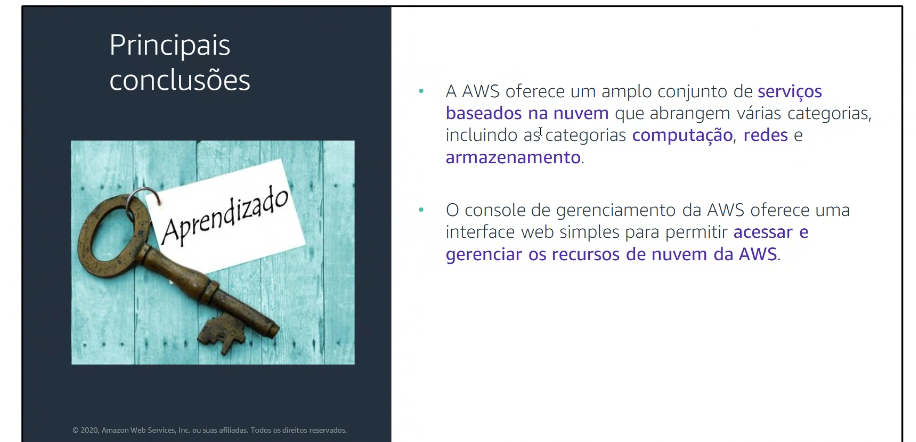 Principais
conclusões
Aprendizado
© 2020, Amazon Web Services, Inc. ou suas afiliadas. Todos os direitos reservados.
• A AWS oferece um amplo conjunto de serviços
baseados na nuvem que abrangem várias categorias,
incluindo as categorias computação, redes e
armazenamento.
• O console de gerenciamento da AWS oferece uma
interface web simples para permitir acessar e
gerenciar os recursos de nuvem da AWS.